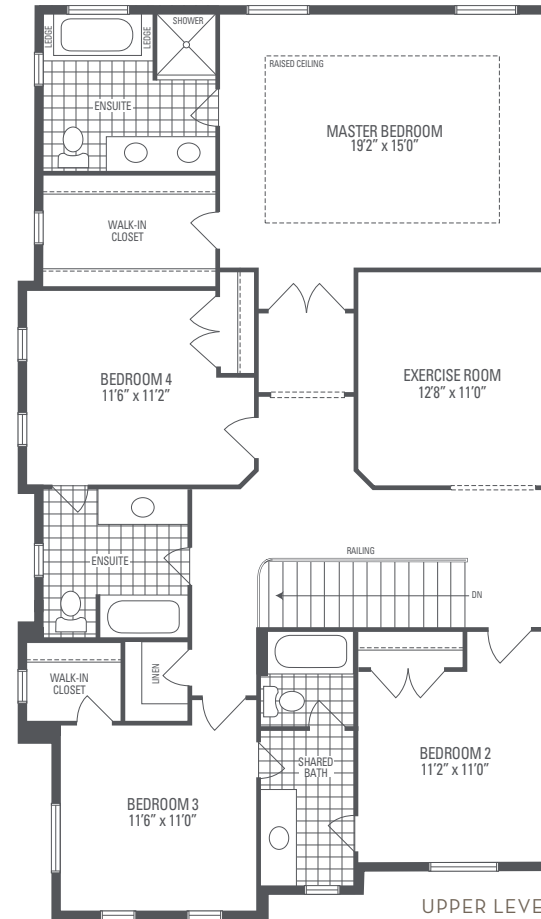 LEDGE
LEDGE
SHOWER
RAISED CEILING
ENSUITE
MASTER BEDROOM
19'2" x 15'0"
WALK-IN
CLOSET
BEDROOM 4
11'6" x 11'2"
EXERCISE ROOM
12'8" x 11'0"
ENSUITE
RAILING
DN
WALK-IN
CLOSET
LINEN
SHARED
BATH
BEDROOM 2
11'2" x 11'0"
BEDROOM 3
11'6" x 11'0"
UPPER LEVE